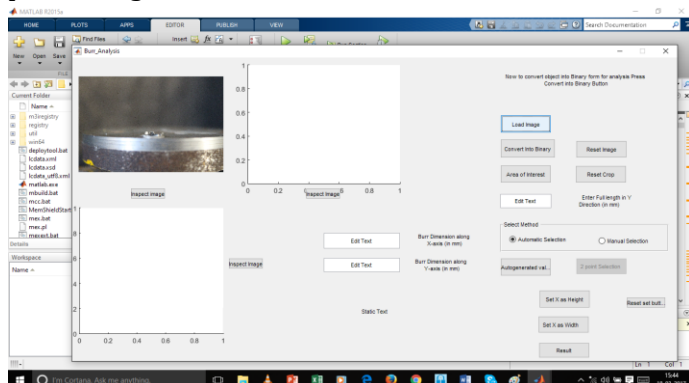 MATLAB R2015a
HOME PLOTS APPS EDITOR PUBLISH VIEW
Search Documentation
New Open Save
Find Files
Insert
fx
Burr_Analysis
Current Folder
Name
m3iregistry
registry
util
win64
deploytool.bat
lcdata.xml
lcdata.xsd
lcdata_utf8.xml
matlab.exe
mbuild.bat
mcc.bat
MemShieldStart
mex.bat
mex.pl
mexext.bat
Details
Workspace
Name
Now to convert object into Binary form for analysis Press
Convert into Binary Button
Load Image
Convert into Binary
Reset Image
Area of Interest
Reset Crop
Edit Text
Enter Full length in Y
Direction (in mm)
Select Method
Automatic Selection
Manual Selection
Autogenerated val...
2 point Selection
Set X as Height
Reset set butt...
Set X as Width
Result
Inspect Image
Inspect Image
Inspect Image
Edit Text
Burr Dimension along
X-axis (in mm)
Edit Text
Burr Dimension along
Y-axis (in mm)
Static Text
1
0.8
0.6
0.4
0.2
0
0 0.2 0.8 1
1
0.8
0.6
0.4
0.2
0
0 0.2 0.4 0.6 0.8 1
Ln 1 Col 1
I'm Cortana. Ask me anything.
15:44